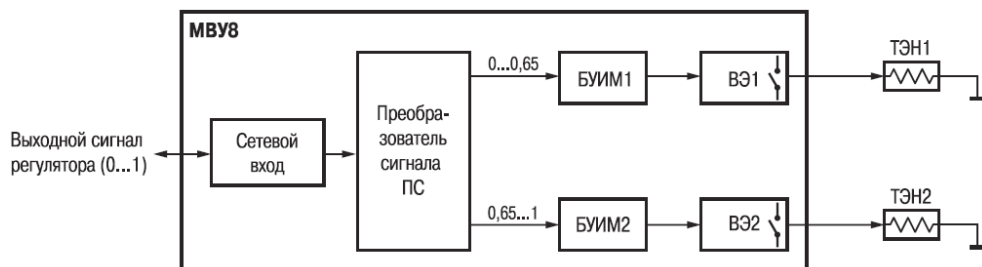 МВУ8
Выходной сигнал
регулятора (0...1)
Сетевой
вход
Преобра-
зователь
сигнала
ПС
0...0,65
БУИМ1
ВЭ1
ТЭН1
0,65...1
БУИМ2
ВЭ2
ТЭН2